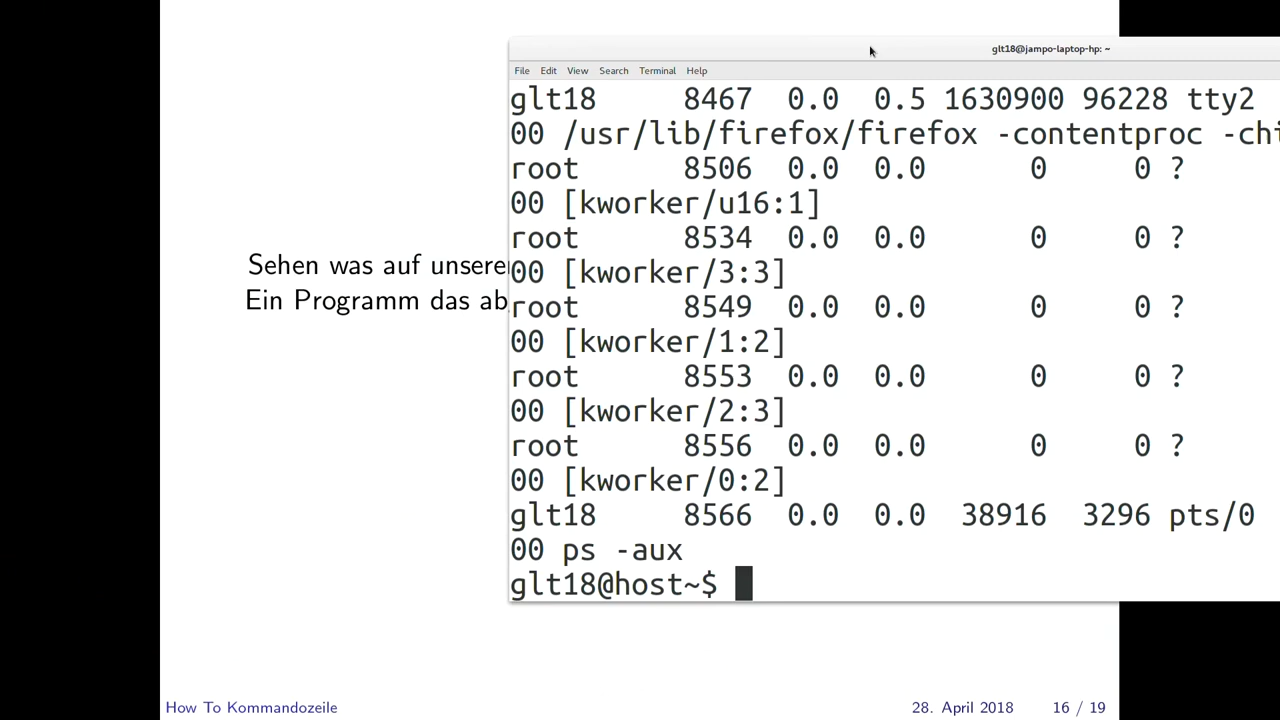 glt18@jampo-laptop-hp: ~
File Edit View Search Terminal Help
glt18 8467 0.0 0.5 1630900 96228 tty2
00 /usr/lib/firefox/firefox -contentproc -chi
root 8506 0.0 0.0 0 0 ?
00 [kworker/u16:1]
root 8534 0.0 0.0 0 0 ?
00 [kworker/3:3]
root 8549 0.0 0.0 0 0 ?
00 [kworker/1:2]
root 8553 0.0 0.0 0 0 ?
00 [kworker/2:3]
root 8556 0.0 0.0 0 0 ?
00 [kworker/0:2]
glt18 8566 0.0 0.0 38916 3296 pts/0
00 ps -aux
glt18@host~$
Sehen was auf unserer
Ein Programm das ab
How To Kommandozeile 28. April 2018 16 / 19